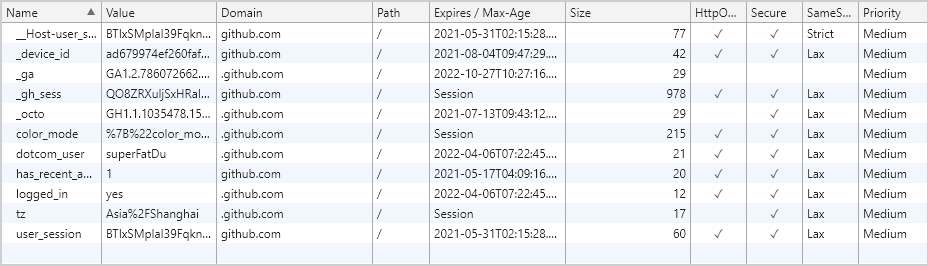 Name Value Domain Path Expires / Max-Age Size HttpO... Secure SameS... Priority
__Host-user_s... BTIxSMplaI39Fqkn... github.com / 2021-05-31T02:15:28.... 77 ✓ ✓ Strict Medium
_device_id ad679974ef260faf... github.com / 2021-08-04T09:47:29.... 42 ✓ ✓ Lax Medium
_ga GA1.2.786072662.... .github.com / 2022-10-27T10:27:16.... 29 Medium
_gh_sess QO8ZRXuljSxHRaI... github.com / Session 978 ✓ ✓ Lax Medium
_octo GH1.1.1035478.15... .github.com / 2021-07-13T09:43:12.... 29 ✓ Lax Medium
color_mode %7B%22color_mo... .github.com / Session 215 ✓ ✓ Lax Medium
dotcom_user superFatDu .github.com / 2022-04-06T07:22:45.... 21 ✓ ✓ Lax Medium
has_recent_a... 1 .github.com / 2021-05-17T04:09:16.... 20 ✓ ✓ Lax Medium
logged_in yes .github.com / 2022-04-06T07:22:45.... 12 ✓ ✓ Lax Medium
tz Asia%2FShanghai .github.com / Session 17 ✓ Lax Medium
user_session BTIxSMplaI39Fqkn... github.com / 2021-05-31T02:15:28.... 60 ✓ ✓ Lax Medium